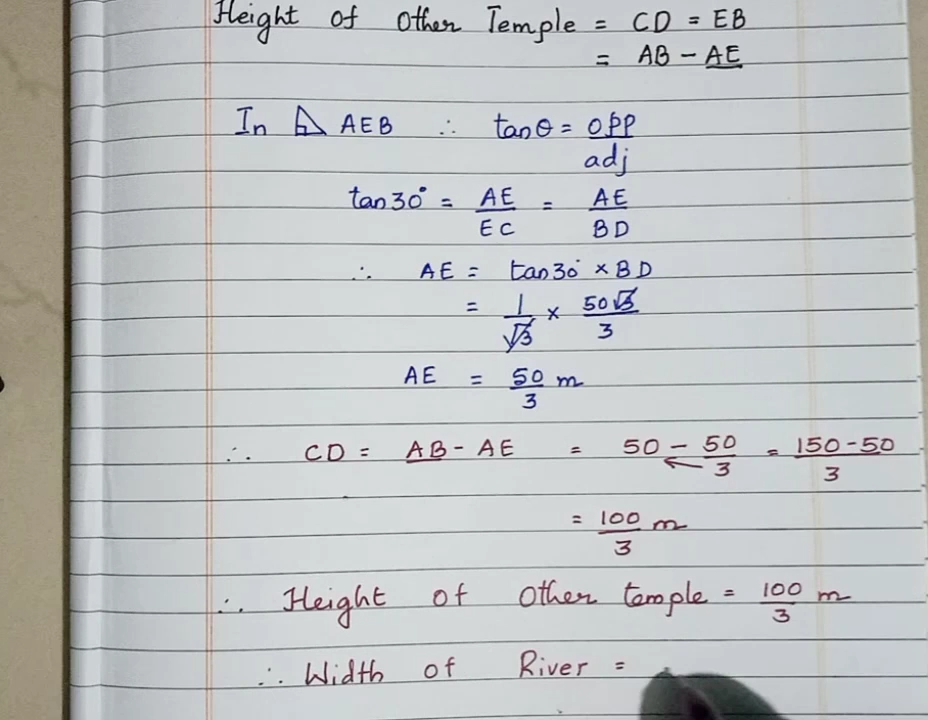 Height of Other Temple = CD = EB
= AB - AE
In ◺ AEB ∴ tanθ = opp/adj
tan30° = AE/EC = AE/BD
∴ AE = tan30° × BD
= 1/√3 × 50√3/3
AE = 50/3 m
∴ CD = AB - AE = 50 - 50/3 = 150-50/3
= 100/3 m
∴ Height of Other temple = 100/3 m
∴ Width of River =